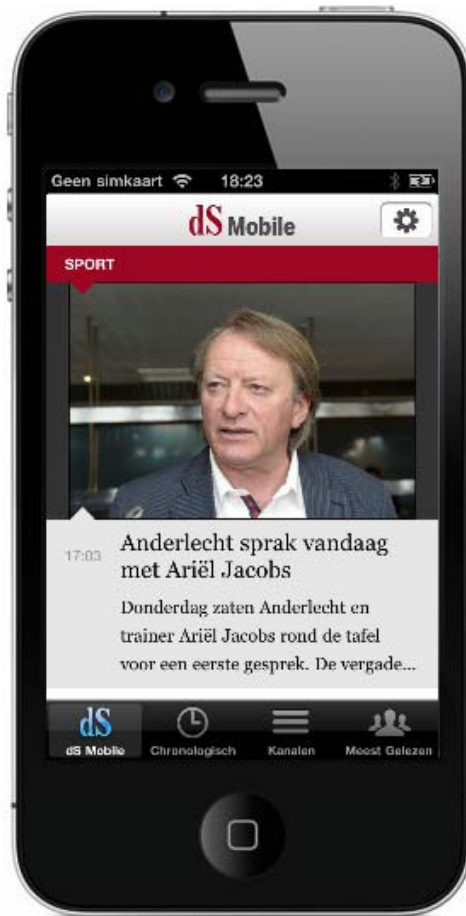 Geen simkaart 18:23
dS Mobile
SPORT
17:03
Anderlecht sprak vandaag
met Ariël Jacobs
Donderdag zaten Anderlecht en
trainer Ariël Jacobs rond de tafel
voor een eerste gesprek. De vergade...
dS
dS Mobile Chronologisch Kanalen Meest Gelezen